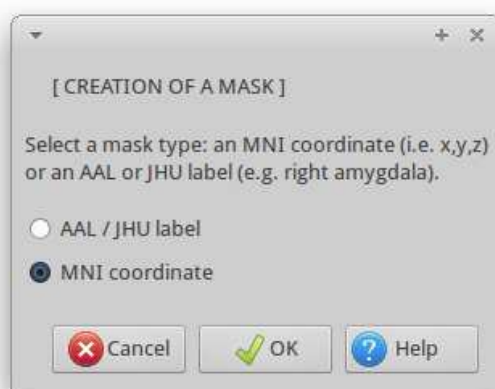 [ CREATION OF A MASK ]
Select a mask type: an MNI coordinate (i.e. x,y,z)
or an AAL or JHU label (e.g. right amygdala).
AAL / JHU label
MNI coordinate
Cancel OK Help